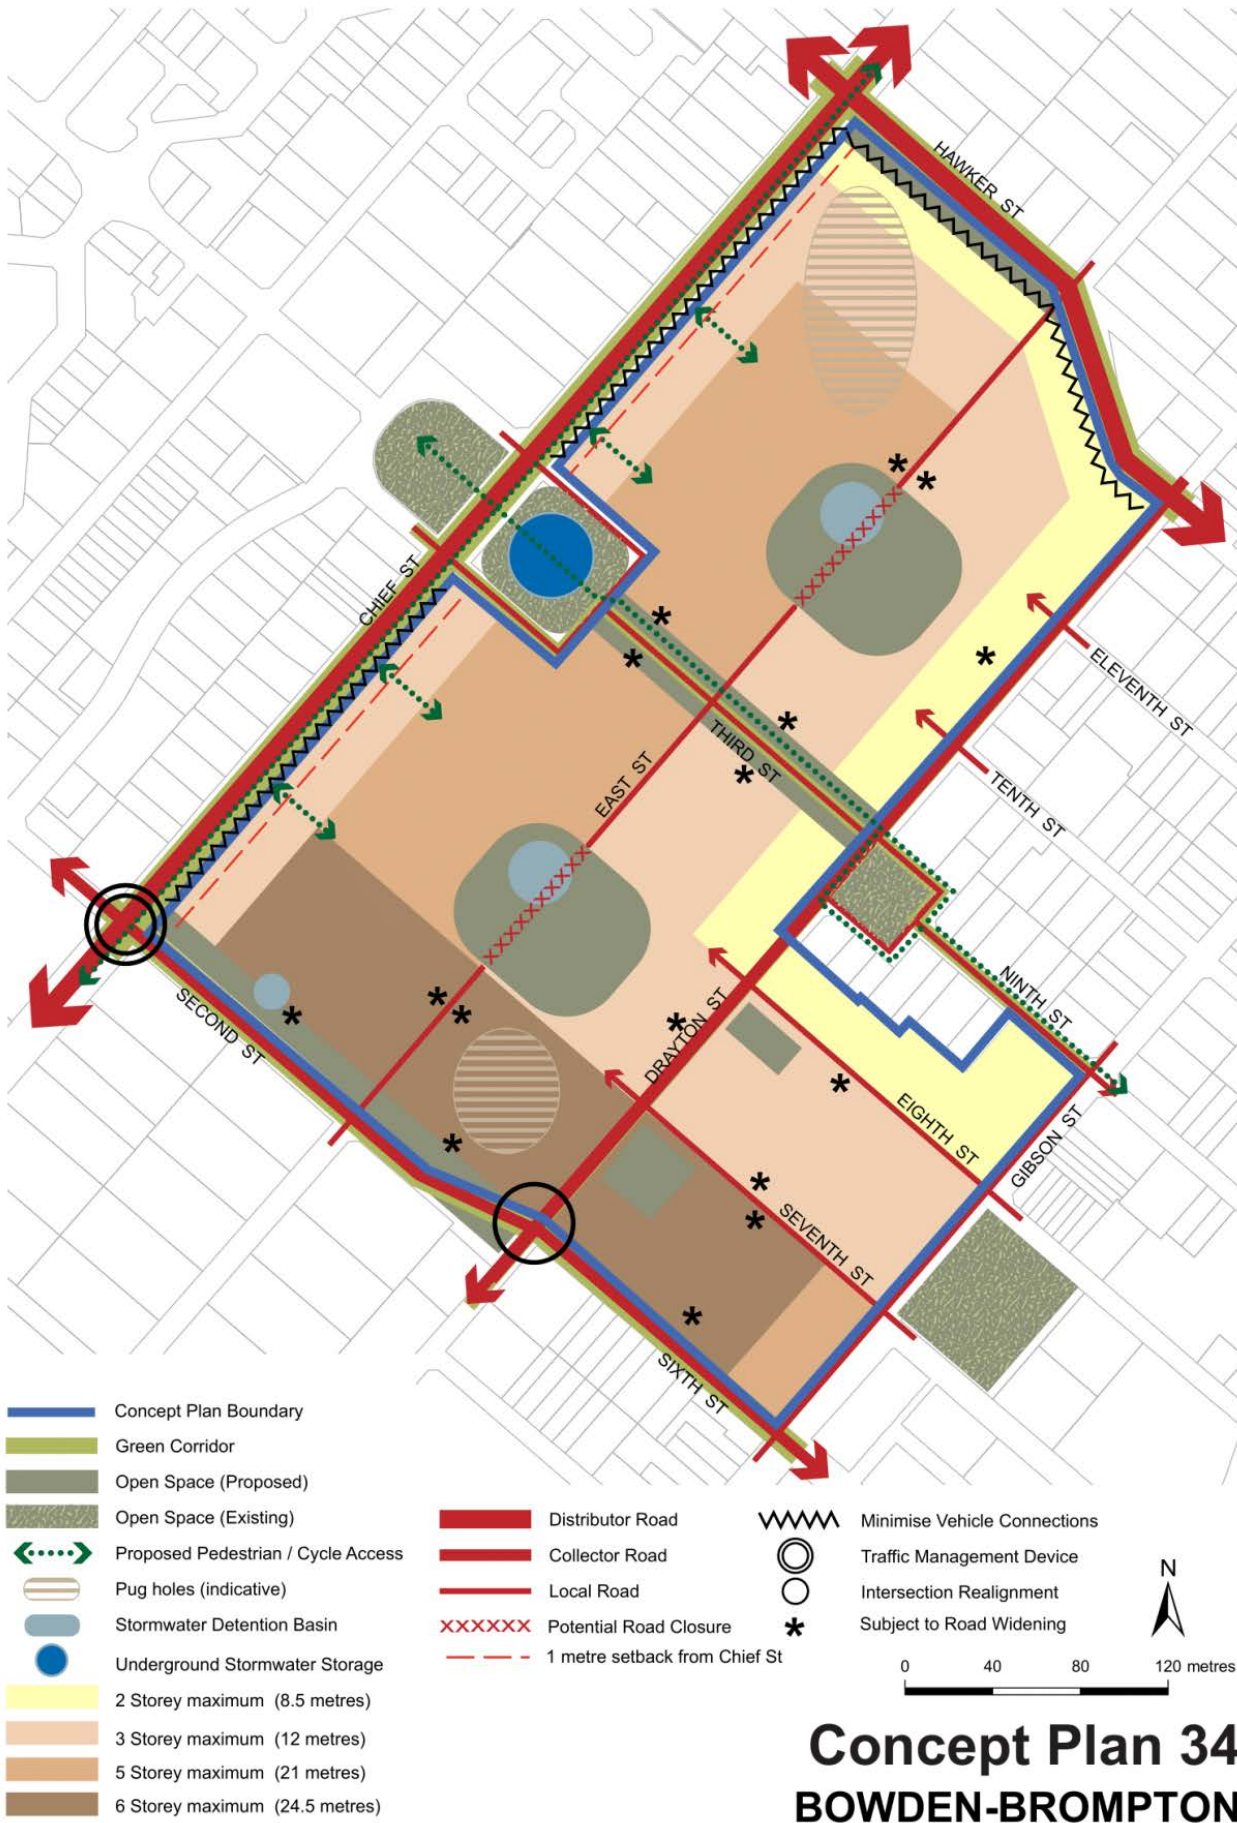 HAWKER ST
CHIEF ST
ELEVENTH ST
THIRD ST
EAST ST
TENTH ST
NINTH ST
SECOND ST
DRAYTON ST
EIGHTH ST
GIBSON ST
SEVENTH ST
SIXTH ST
Concept Plan Boundary
Green Corridor
Open Space (Proposed)
Open Space (Existing)
Proposed Pedestrian / Cycle Access
Pug holes (indicative)
Stormwater Detention Basin
Underground Stormwater Storage
2 Storey maximum (8.5 metres)
3 Storey maximum (12 metres)
5 Storey maximum (21 metres)
6 Storey maximum (24.5 metres)
Distributor Road
Collector Road
Local Road
Potential Road Closure
1 metre setback from Chief St
Minimise Vehicle Connections
Traffic Management Device
Intersection Realignment
Subject to Road Widening
N
0 40 80 120 metres
Concept Plan 34
BOWDEN-BROMPTON